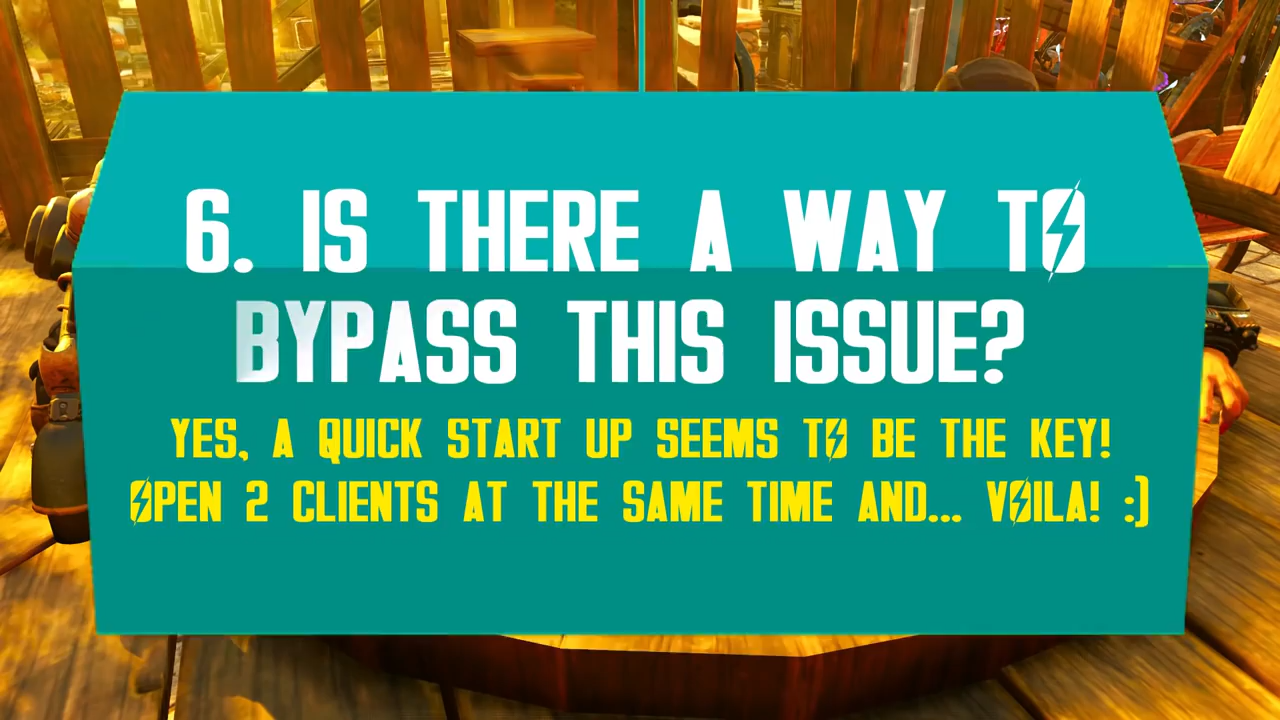 6. IS THERE A WAY TO
BYPASS THIS ISSUE?
YES, A QUICK START UP SEEMS TO BE THE KEY!
OPEN 2 CLIENTS AT THE SAME TIME AND... VOILA! :)